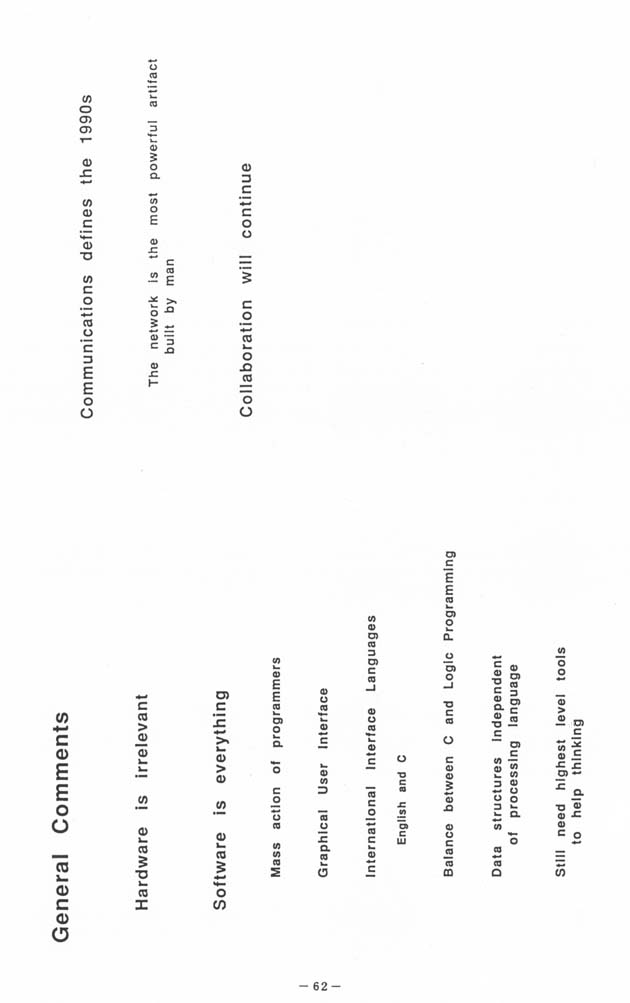 General Comments
Hardware is irrelevant
Software is everything
Mass action of programmers
Graphical User Interface
International Interface Languages
English and C
Balance between C and Logic Programming
Data structures independent
of processing language
Still need highest level tools
to help thinking
Communications defines the 1990s
The network is the most powerful artifact
built by man
Collaboration will continue
— 62 —